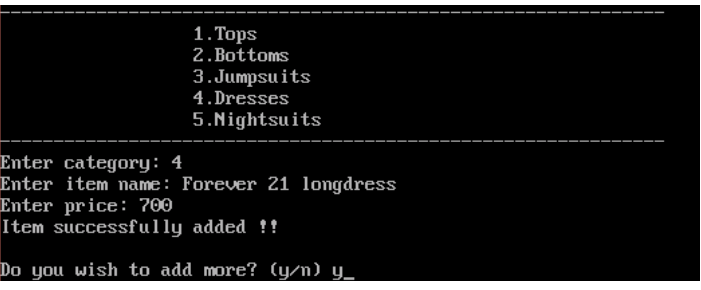 1.Tops
2.Bottoms
3.Jumpsuits
4.Dresses
5.Nightsuits
Enter category: 4
Enter item name: Forever 21 longdress
Enter price: 700
Item successfully added !!
Do you wish to add more? (y/n) y_